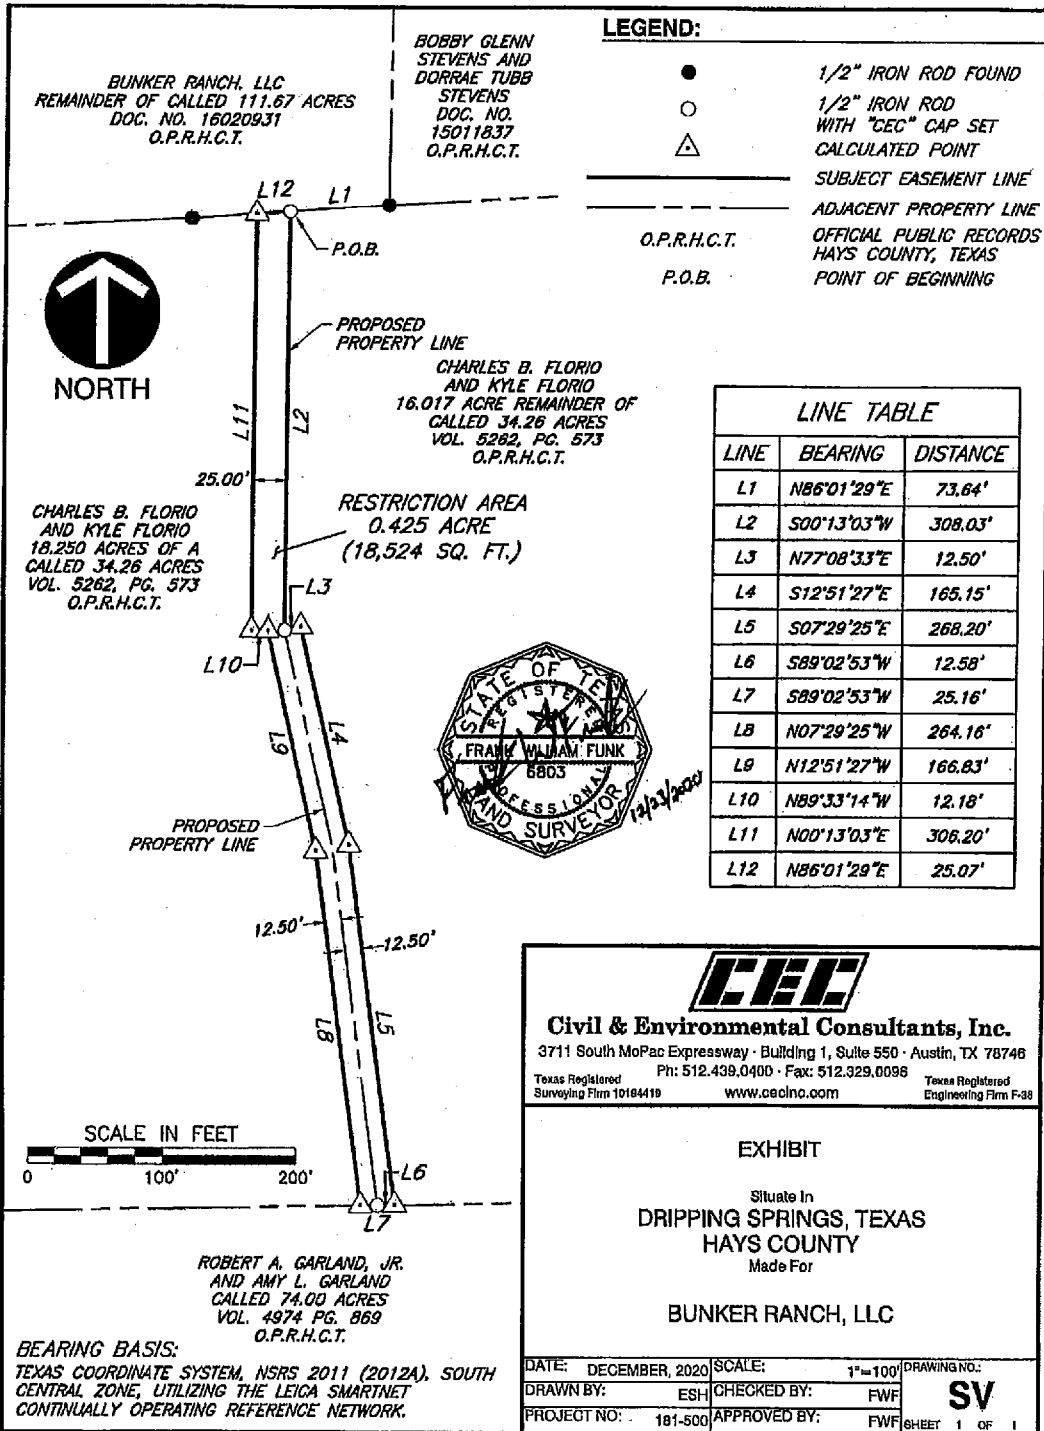 BUNKER RANCH, LLC
REMAINDER OF CALLED 111.67 ACRES
DOC. NO. 16020931
O.P.R.H.C.T.
BOBBY GLENN
STEVENS AND
DORRAE TUBB
STEVENS
DOC. NO.
15011837
O.P.R.H.C.T.
LEGEND:
1/2" IRON ROD FOUND
1/2" IRON ROD
WITH "CEC" CAP SET
CALCULATED POINT
SUBJECT EASEMENT LINE
ADJACENT PROPERTY LINE
O.P.R.H.C.T. OFFICIAL PUBLIC RECORDS
HAYS COUNTY, TEXAS
P.O.B. POINT OF BEGINNING
L12
L1
P.O.B.
NORTH
PROPOSED
PROPERTY LINE
CHARLES B. FLORIO
AND KYLE FLORIO
16.017 ACRE REMAINDER OF
CALLED 34.26 ACRES
VOL. 5262, PG. 573
O.P.R.H.C.T.
L11
L2
25.00'
RESTRICTION AREA
0.425 ACRE
(18,524 SQ. FT.)
CHARLES B. FLORIO
AND KYLE FLORIO
18.250 ACRES OF A
CALLED 34.26 ACRES
VOL. 5262, PG. 573
O.P.R.H.C.T.
L3
L10
L9
L4
PROPOSED
PROPERTY LINE
12.50'
12.50'
L8
L5
L6
L7
LINE TABLE
LINE BEARING DISTANCE
L1 N86°01'29"E 73.64'
L2 S00°13'03"W 308.03'
L3 N77°08'33"E 12.50'
L4 S12°51'27"E 165.15'
L5 S07°29'25"E 268.20'
L6 S89°02'53"W 12.58'
L7 S89°02'53"W 25.16'
L8 N07°29'25"W 264.16'
L9 N12°51'27"W 166.83'
L10 N89°33'14"W 12.18'
L11 N00°13'03"E 306.20'
L12 N86°01'29"E 25.07'
STATE OF TEXAS
REGISTERED
FRANK WILLIAM FUNK
6803
PROFESSIONAL
LAND SURVEYOR
12/23/2020
SCALE IN FEET
0 100' 200'
ROBERT A. GARLAND, JR.
AND AMY L. GARLAND
CALLED 74.00 ACRES
VOL. 4974 PG. 869
O.P.R.H.C.T.
BEARING BASIS:
TEXAS COORDINATE SYSTEM, NSRS 2011 (2012A), SOUTH
CENTRAL ZONE, UTILIZING THE LEICA SMARTNET
CONTINUALLY OPERATING REFERENCE NETWORK.
CEC
Civil & Environmental Consultants, Inc.
3711 South MoPac Expressway · Building 1, Suite 550 · Austin, TX 78746
Ph: 512.439.0400 · Fax: 512.329.0096
Texas Registered
Surveying Firm 10194419
www.cecinc.com
Texas Registered
Engineering Firm F-38
EXHIBIT
Situate In
DRIPPING SPRINGS, TEXAS
HAYS COUNTY
Made For
BUNKER RANCH, LLC
DATE: DECEMBER, 2020 SCALE: 1"=100' DRAWING NO.:
DRAWN BY: ESH CHECKED BY: FWF SV
PROJECT NO: 181-500 APPROVED BY: FWF SHEET 1 OF 1